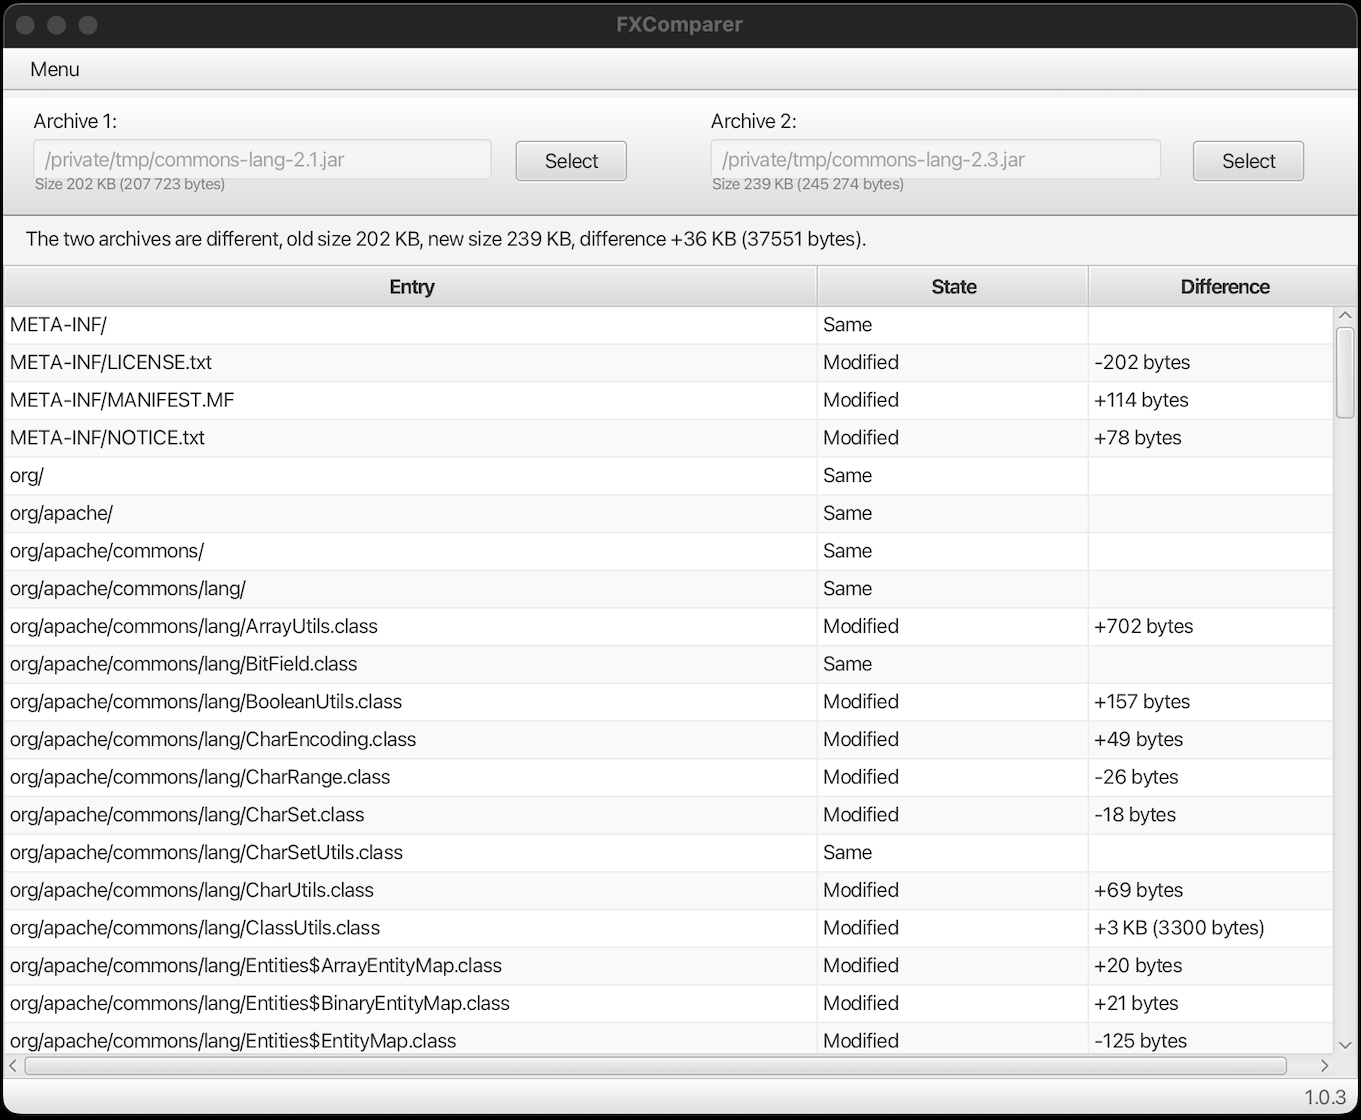 FXComparer
Menu
Archive 1: Archive 2:
/private/tmp/commons-lang-2.1.jar Select /private/tmp/commons-lang-2.3.jar Select
Size 202 KB (207 723 bytes) Size 239 KB (245 274 bytes)
The two archives are different, old size 202 KB, new size 239 KB, difference +36 KB (37551 bytes).
Entry State Difference
META-INF/ Same
META-INF/LICENSE.txt Modified -202 bytes
META-INF/MANIFEST.MF Modified +114 bytes
META-INF/NOTICE.txt Modified +78 bytes
org/ Same
org/apache/ Same
org/apache/commons/ Same
org/apache/commons/lang/ Same
org/apache/commons/lang/ArrayUtils.class Modified +702 bytes
org/apache/commons/lang/BitField.class Same
org/apache/commons/lang/BooleanUtils.class Modified +157 bytes
org/apache/commons/lang/CharEncoding.class Modified +49 bytes
org/apache/commons/lang/CharRange.class Modified -26 bytes
org/apache/commons/lang/CharSet.class Modified -18 bytes
org/apache/commons/lang/CharSetUtils.class Same
org/apache/commons/lang/CharUtils.class Modified +69 bytes
org/apache/commons/lang/ClassUtils.class Modified +3 KB (3300 bytes)
org/apache/commons/lang/Entities$ArrayEntityMap.class Modified +20 bytes
org/apache/commons/lang/Entities$BinaryEntityMap.class Modified +21 bytes
org/apache/commons/lang/Entities$EntityMap.class Modified -125 bytes
1.0.3